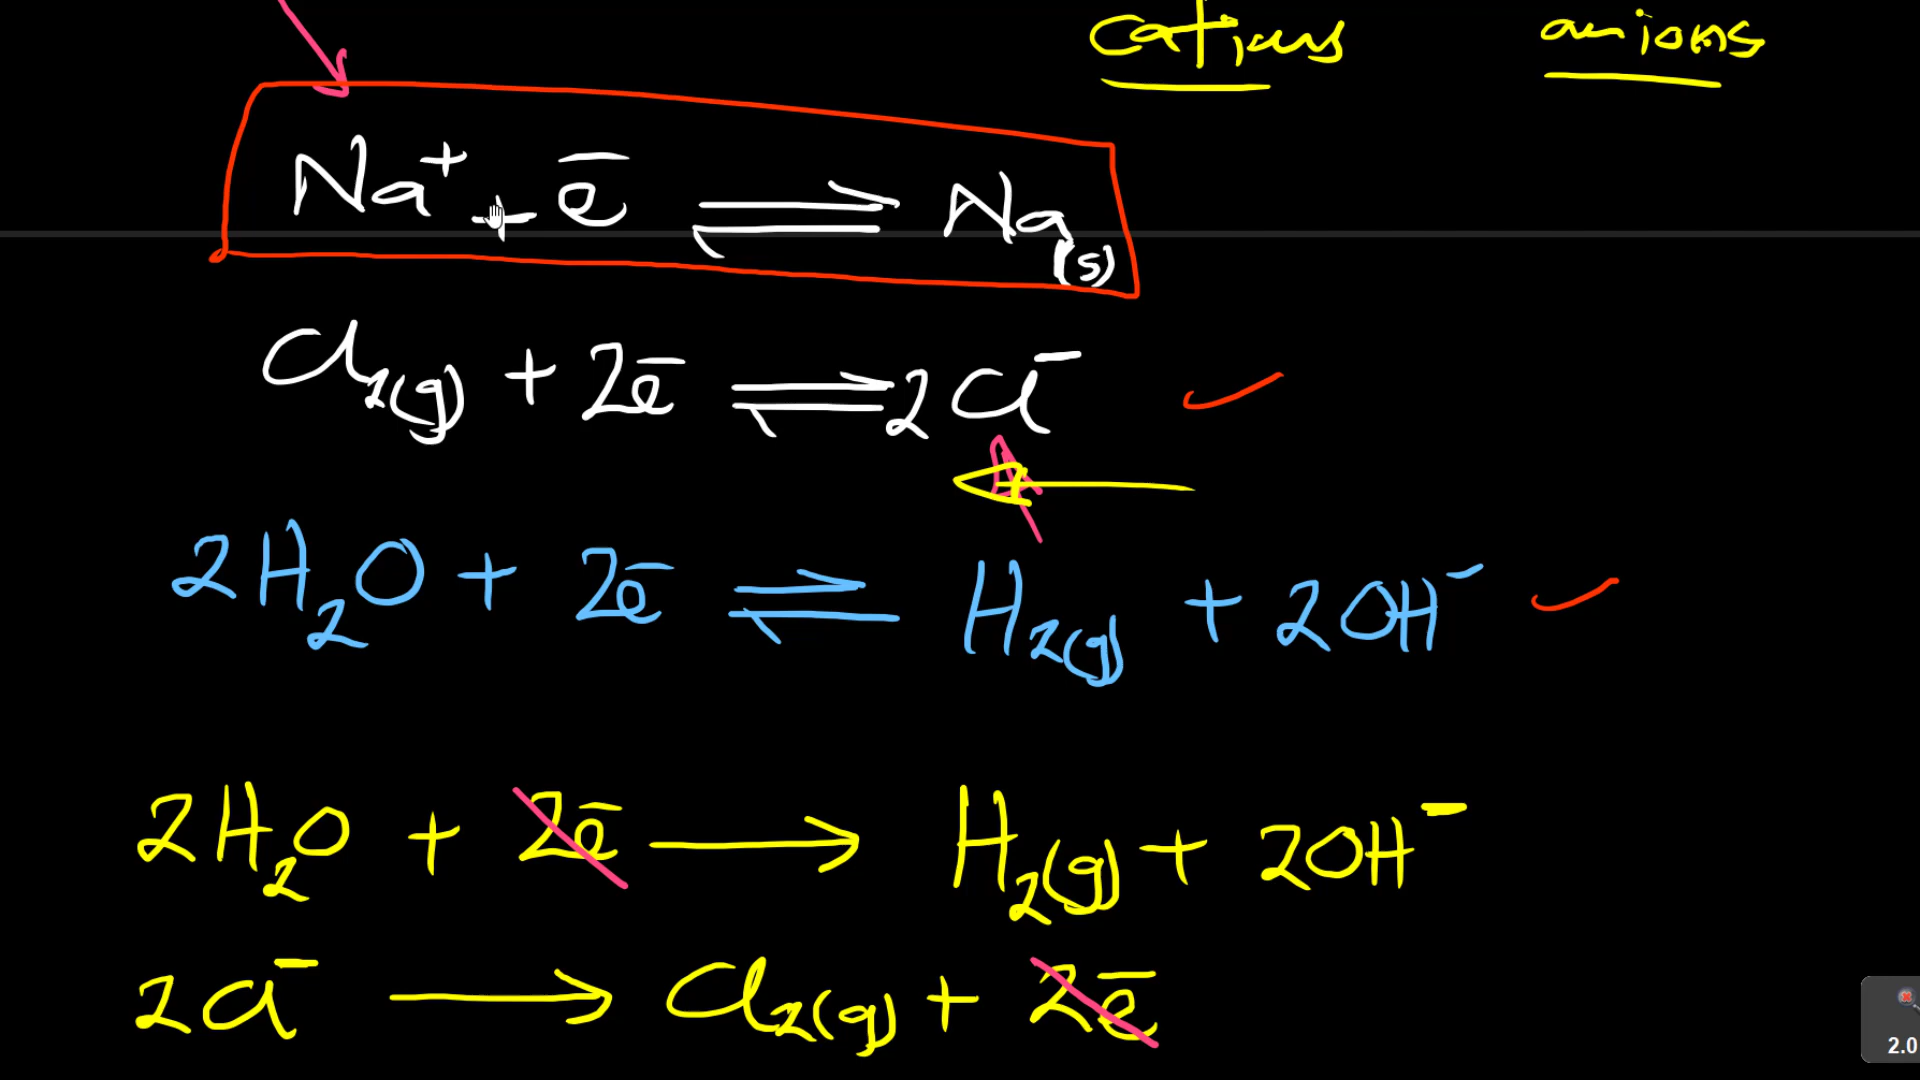 cations anions
Na⁺ + e̅ ⇌ Na(s)
Cl₂(g) + 2e̅ ⇌ 2Cl⁻
2H₂O + 2e̅ ⇌ H₂(g) + 2OH⁻
2H₂O + 2e̅ → H₂(g) + 2OH⁻
2Cl⁻ → Cl₂(g) + 2e̅
2.0